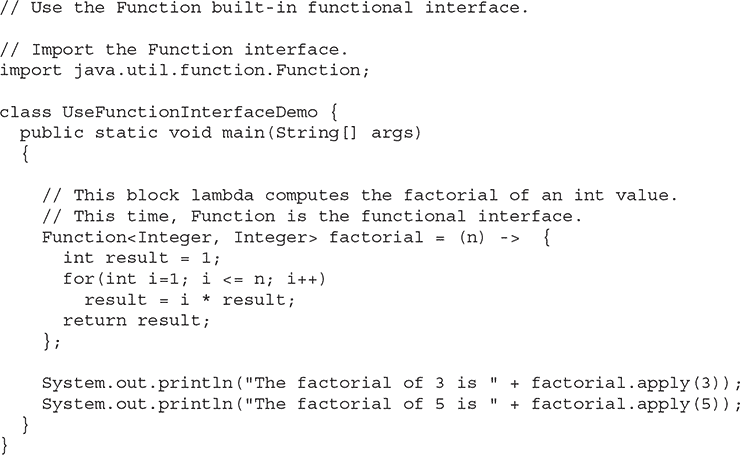 // Use the Function built-in functional interface.

// Import the Function interface.
import java.util.function.Function;

class UseFunctionInterfaceDemo {
  public static void main(String[] args)
  {

    // This block lambda computes the factorial of an int value.
    // This time, Function is the functional interface.
    Function<Integer, Integer> factorial = (n) ->  {
      int result = 1;
      for(int i=1; i <= n; i++)
        result = i * result;
      return result;
    };

    System.out.println("The factorial of 3 is " + factorial.apply(3));
    System.out.println("The factorial of 5 is " + factorial.apply(5));
  }
}